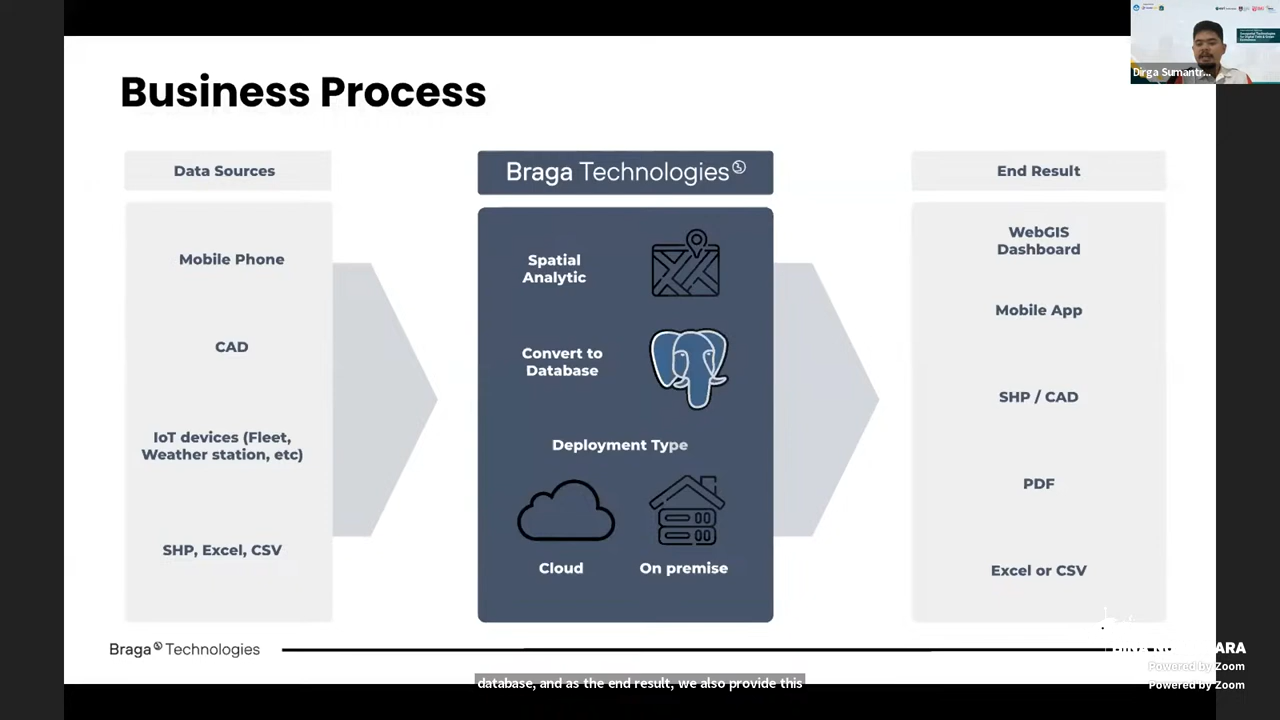 Business Process
Dirga Sumantr...
Data Sources
Mobile Phone
CAD
IoT devices (Fleet,
Weather station, etc)
SHP, Excel, CSV
Braga Technologies
Spatial
Analytic
Convert to
Database
Deployment Type
Cloud
On premise
End Result
WebGIS
Dashboard
Mobile App
SHP / CAD
PDF
Excel or CSV
Braga Technologies
Powered by Zoom
Powered by Zoom
database, and as the end result, we also provide this